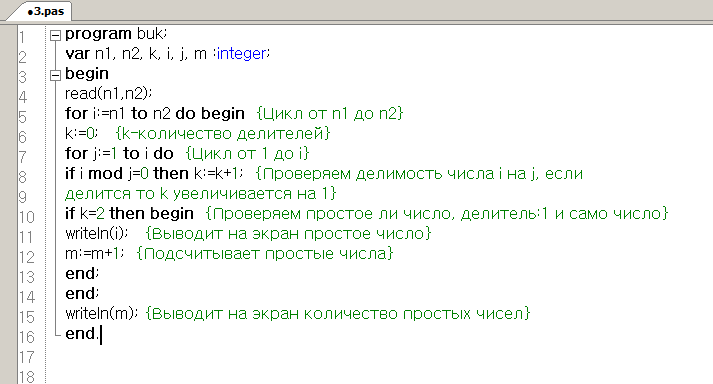 •3.pas
1 program buk;
2 var n1, n2, k, i, j, m :integer;
3 begin
4 read(n1,n2);
5 for i:=n1 to n2 do begin {Цикл от n1 до n2}
6 k:=0; {k-количество делителей}
7 for j:=1 to i do {Цикл от 1 до i}
8 if i mod j=0 then k:=k+1; {Проверяем делимость числа i на j, если
9 делится то k увеличивается на 1}
10 if k=2 then begin {Проверяем простое ли число, делитель:1 и само число}
11 writeln(i); {Выводит на экран простое число}
12 m:=m+1; {Подсчитывает простые числа}
13 end;
14 end;
15 writeln(m); {Выводит на экран количество простых чисел}
16 end.
17
18